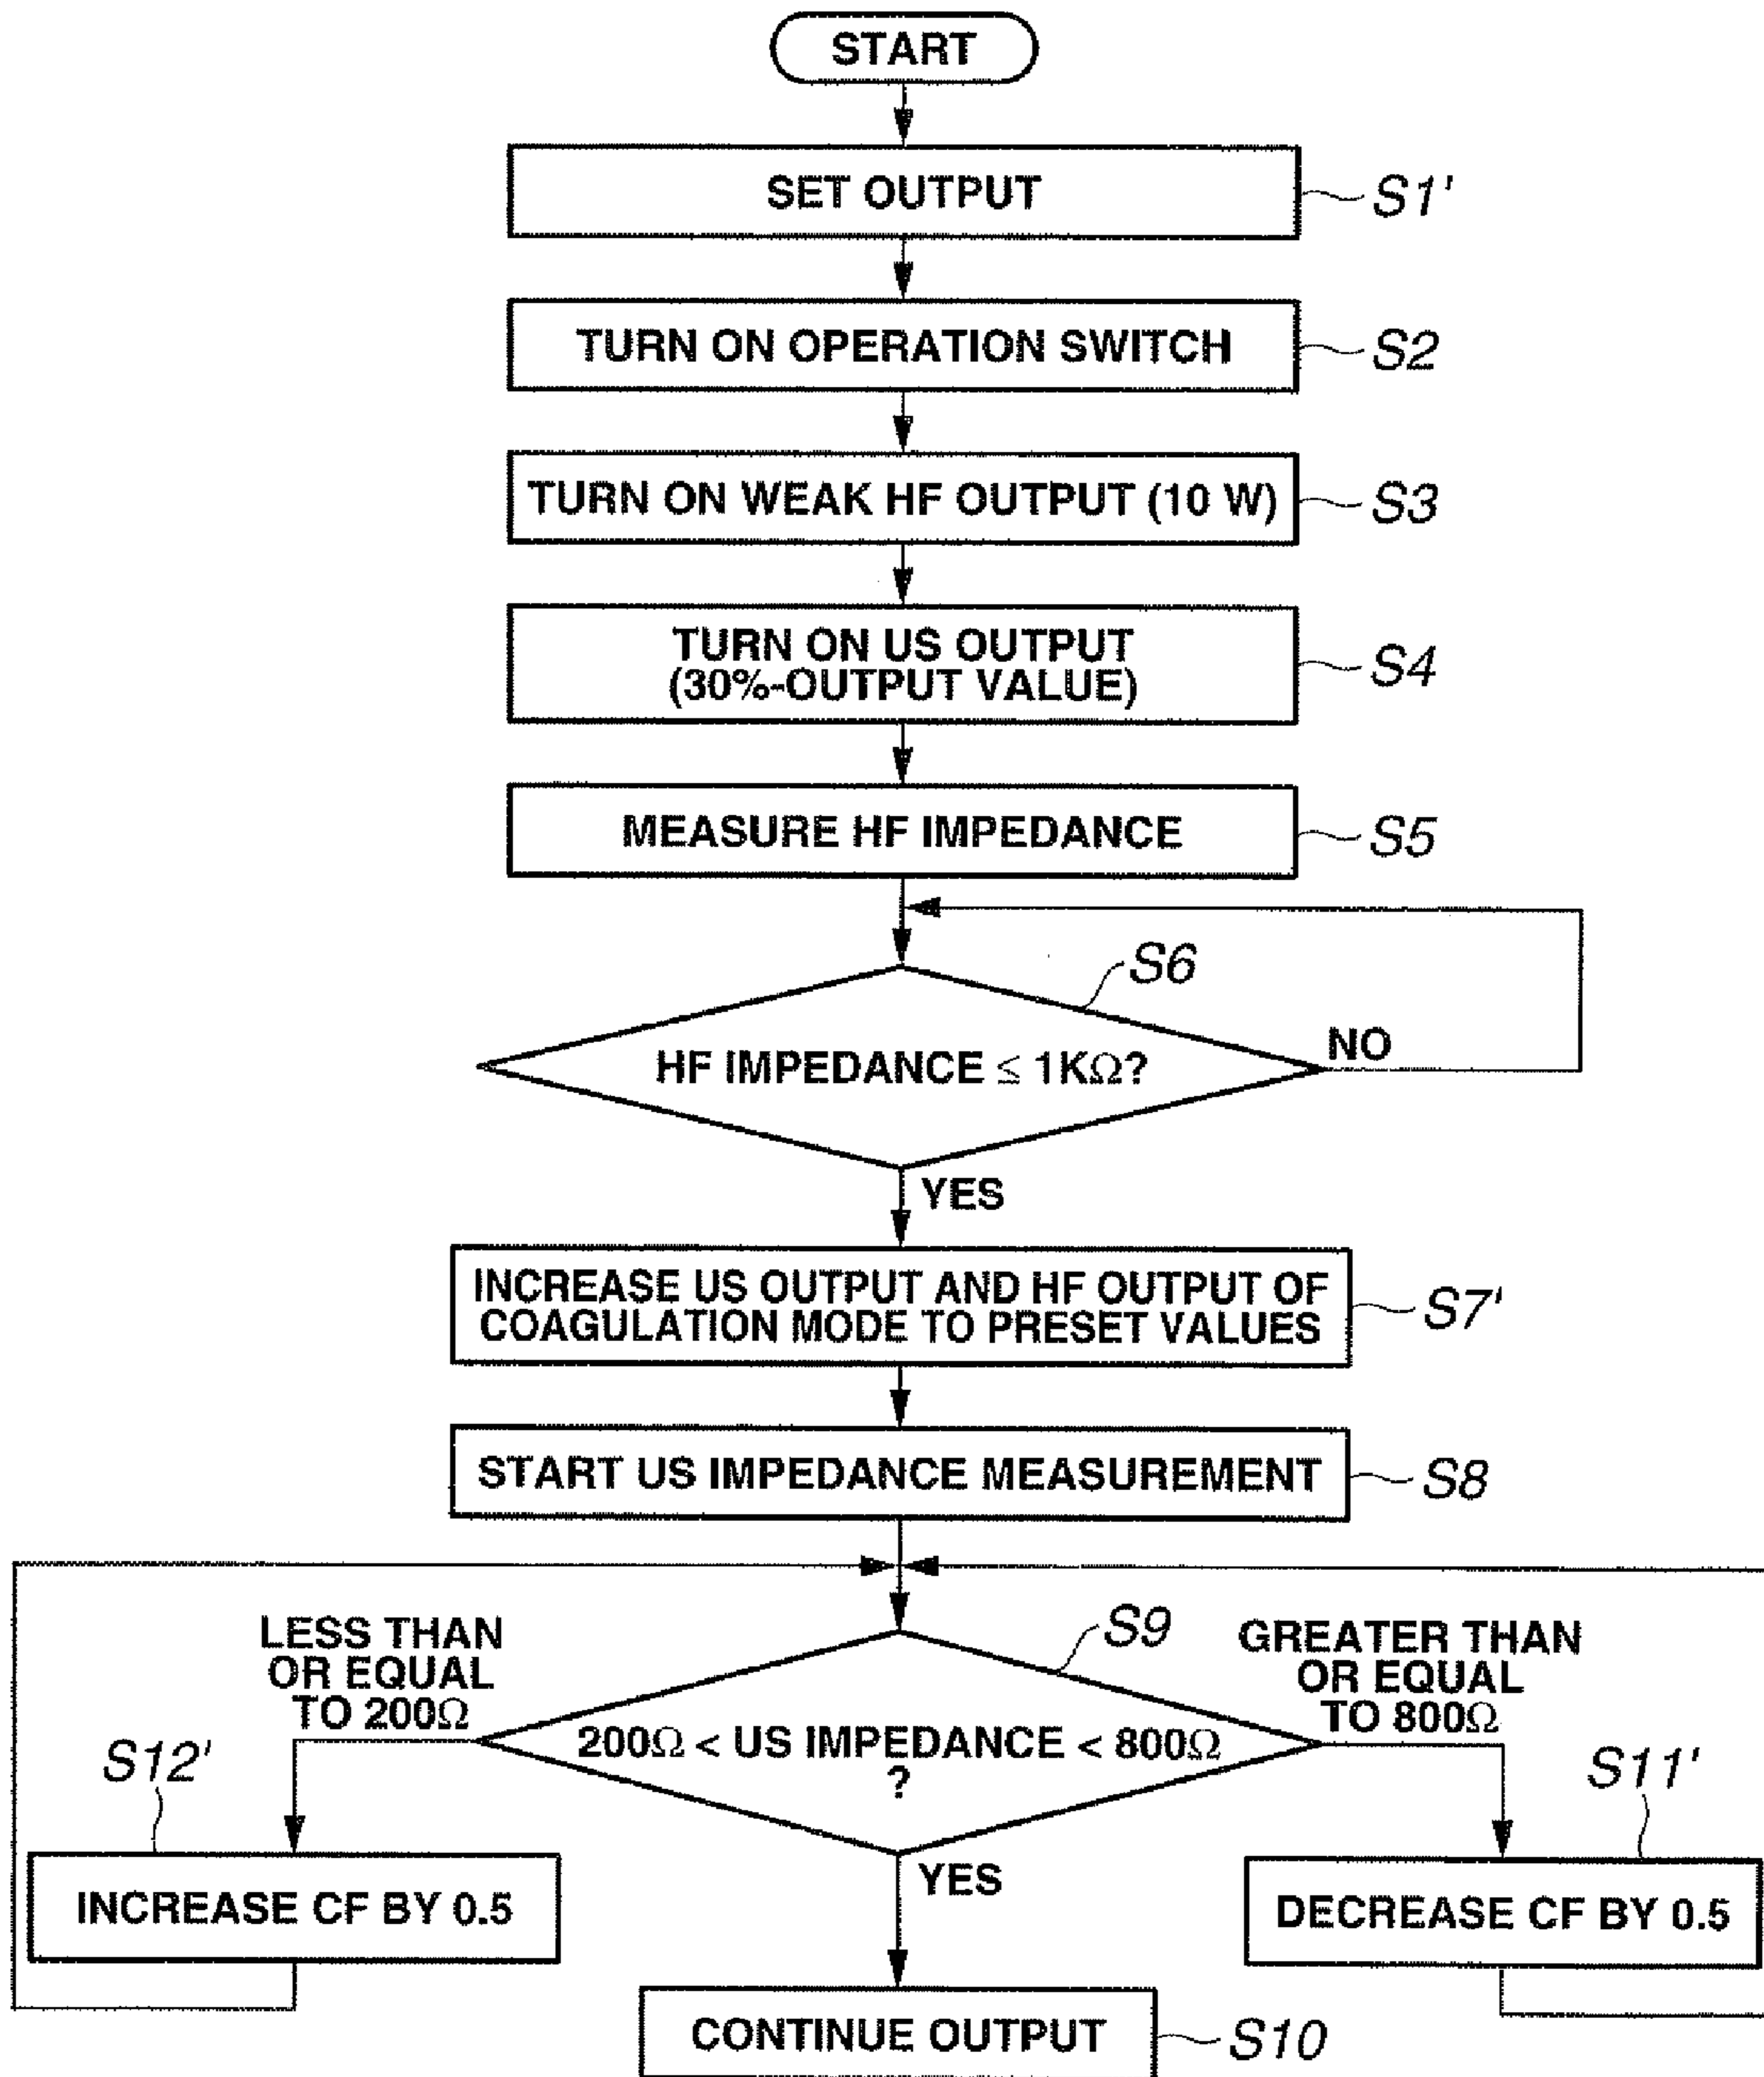 START
SET OUTPUT
S1'
TURN ON OPERATION SWITCH
S2
TURN ON WEAK HF OUTPUT (10 W)
S3
TURN ON US OUTPUT
(30%-OUTPUT VALUE)
S4
MEASURE HF IMPEDANCE
S5
S6
HF IMPEDANCE ≦ 1KΩ?
NO
YES
INCREASE US OUTPUT AND HF OUTPUT OF
COAGULATION MODE TO PRESET VALUES
S7'
START US IMPEDANCE MEASUREMENT
S8
LESS THAN
OR EQUAL
TO 200Ω
S9
GREATER THAN
OR EQUAL
TO 800Ω
200Ω < US IMPEDANCE < 800Ω
?
S12'
S11'
INCREASE CF BY 0.5
YES
DECREASE CF BY 0.5
CONTINUE OUTPUT
S10